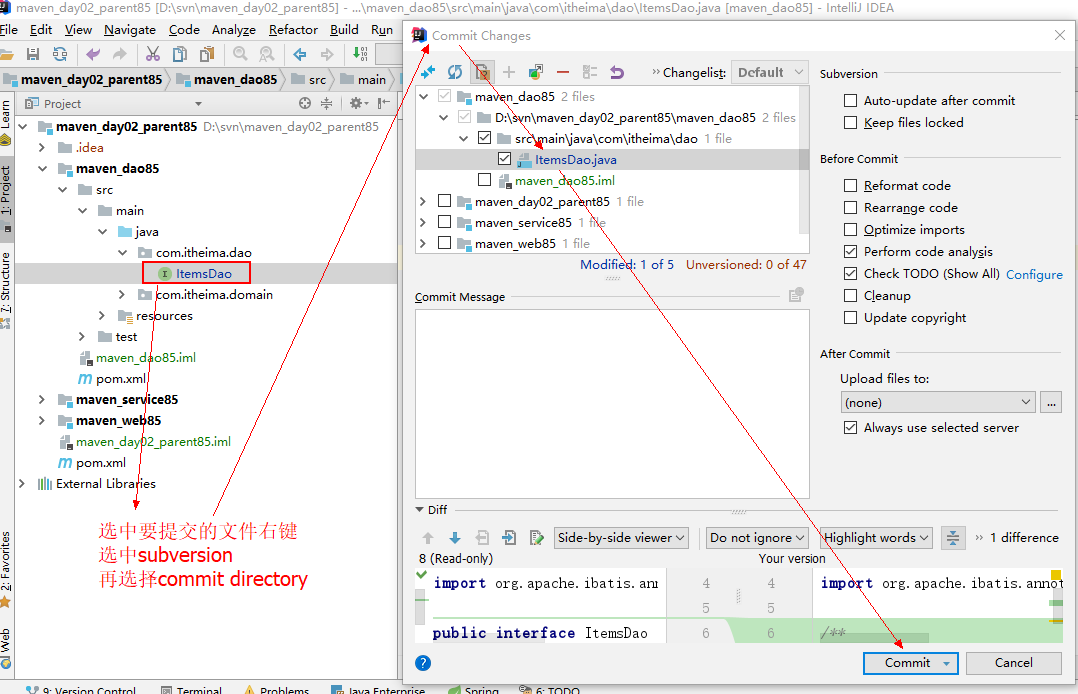 maven_day02_parent85 [D:\svn\maven_day02_parent85] - ...\maven_dao85\src\main\java\com\itheima\dao\ItemsDao.java [maven_dao85] - IntelliJ IDEA
File Edit View Navigate Code Analyze Refactor Build Run
maven_day02_parent85 maven_dao85 src main
Learn
1: Project
7: Structure
2: Favorites
Web
Project
maven_day02_parent85 D:\svn\maven_day02_parent85
.idea
maven_dao85
src
main
java
com.itheima.dao
ItemsDao
com.itheima.domain
resources
test
maven_dao85.iml
pom.xml
maven_service85
maven_web85
maven_day02_parent85.iml
pom.xml
External Libraries
选中要提交的文件右键
选中subversion
再选择commit directory
Commit Changes
Changelist: Default
maven_dao85 2 files
D:\svn\maven_day02_parent85\maven_dao85 2 files
src\main\java\com\itheima\dao 1 file
ItemsDao.java
maven_dao85.iml
maven_day02_parent85 1 file
maven_service85 1 file
maven_web85 1 file
Modified: 1 of 5 Unversioned: 0 of 47
Commit Message
Subversion
Auto-update after commit
Keep files locked
Before Commit
Reformat code
Rearrange code
Optimize imports
Perform code analysis
Check TODO (Show All) Configure
Cleanup
Update copyright
After Commit
Upload files to:
(none) ...
Always use selected server
Diff
Side-by-side viewer Do not ignore Highlight words 1 difference
8 (Read-only) Your version
import org.apache.ibatis.ann 4 4 import org.apache.ibatis.annot
5 5
public interface ItemsDao 6 6 /**
? Commit Cancel
9: Version Control Terminal Problems Java Enterprise Spring 6: TODO